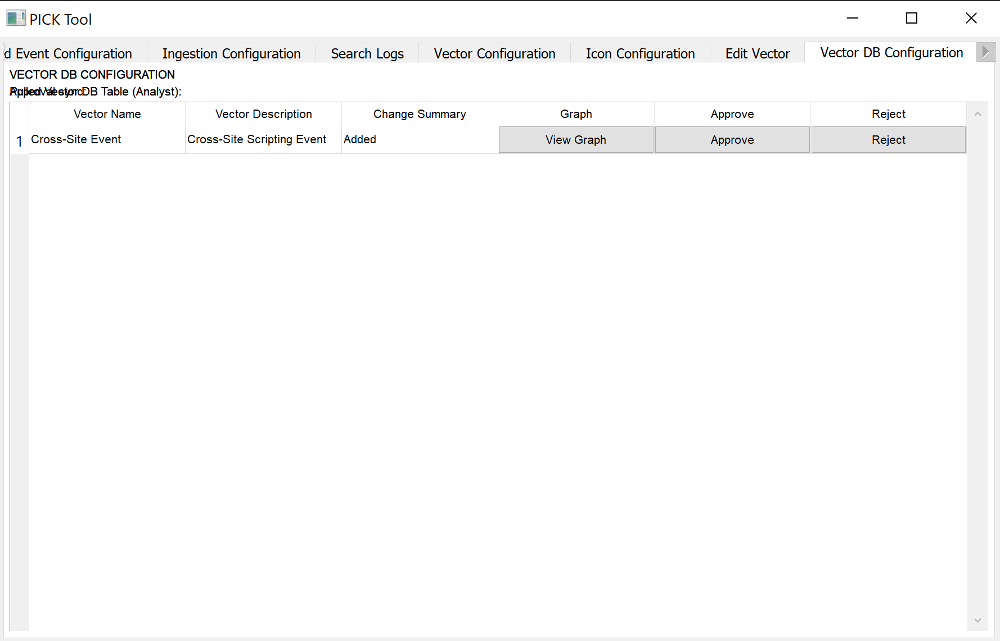 PICK Tool
d Event Configuration Ingestion Configuration Search Logs Vector Configuration Icon Configuration Edit Vector Vector DB Configuration
VECTOR DB CONFIGURATION
Vector DB Table (Analyst):
Vector Name Vector Description Change Summary Graph Approve Reject
1 Cross-Site Event Cross-Site Scripting Event Added View Graph Approve Reject